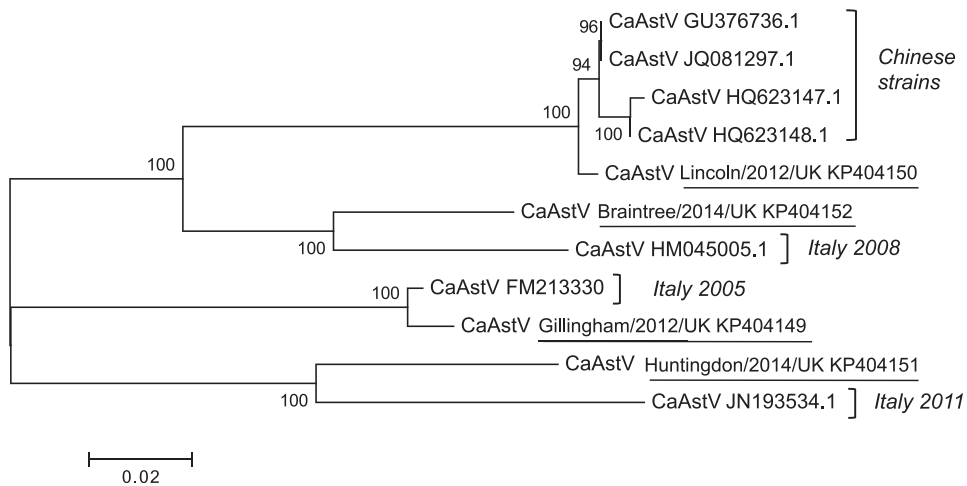 96
CaAstV GU376736.1
94
CaAstV JQ081297.1
Chinese
strains
CaAstV HQ623147.1
100
100
CaAstV HQ623148.1
100
CaAstV Lincoln/2012/UK KP404150
CaAstV Braintree/2014/UK KP404152
100
CaAstV HM045005.1
Italy 2008
100
CaAstV FM213330
Italy 2005
CaAstV Gillingham/2012/UK KP404149
CaAstV Huntingdon/2014/UK KP404151
100
CaAstV JN193534.1
Italy 2011
0.02